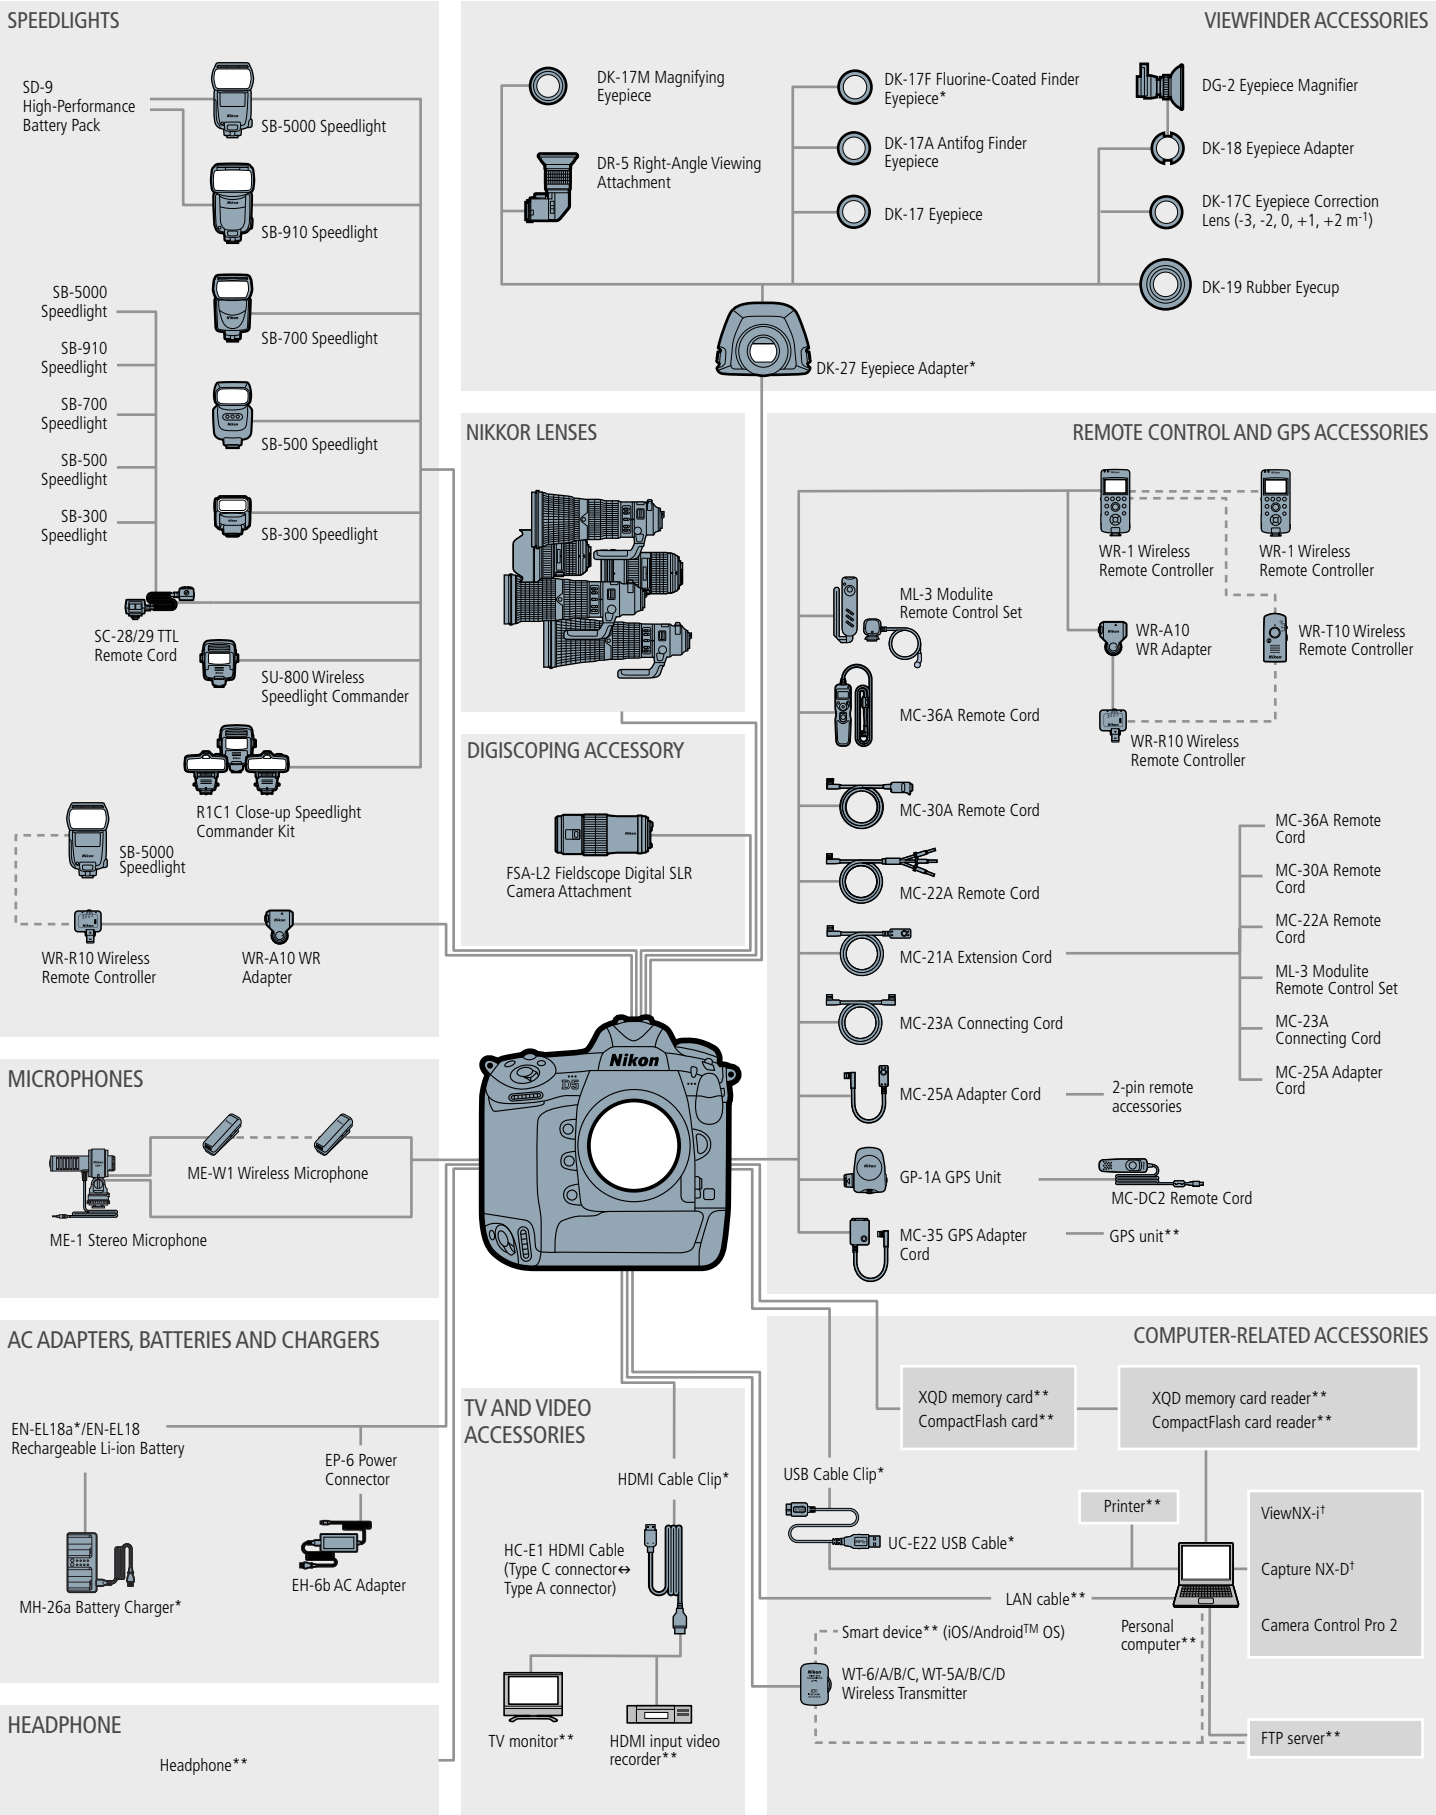 SPEEDLIGHTS
SD-9
High-Performance
Battery Pack
SB-5000 Speedlight
SB-910 Speedlight
SB-5000
Speedlight
SB-700 Speedlight
SB-910
Speedlight
SB-700
Speedlight
SB-500 Speedlight
SB-500
Speedlight
SB-300
Speedlight
SB-300 Speedlight
SC-28/29 TTL
Remote Cord
SU-800 Wireless
Speedlight Commander
R1C1 Close-up Speedlight
Commander Kit
SB-5000
Speedlight
WR-R10 Wireless
Remote Controller
WR-A10 WR
Adapter
VIEWFINDER ACCESSORIES
DK-17M Magnifying
Eyepiece
DR-5 Right-Angle Viewing
Attachment
DK-17F Fluorine-Coated Finder
Eyepiece*
DK-17A Antifog Finder
Eyepiece
DK-17 Eyepiece
DG-2 Eyepiece Magnifier
DK-18 Eyepiece Adapter
DK-17C Eyepiece Correction
Lens (-3, -2, 0, +1, +2 m-1)
DK-19 Rubber Eyecup
DK-27 Eyepiece Adapter*
NIKKOR LENSES
DIGISCOPING ACCESSORY
FSA-L2 Fieldscope Digital SLR
Camera Attachment
REMOTE CONTROL AND GPS ACCESSORIES
WR-1 Wireless
Remote Controller
WR-1 Wireless
Remote Controller
ML-3 Modulite
Remote Control Set
WR-A10
WR Adapter
WR-T10 Wireless
Remote Controller
MC-36A Remote Cord
WR-R10 Wireless
Remote Controller
MC-30A Remote Cord
MC-22A Remote Cord
MC-21A Extension Cord
MC-23A Connecting Cord
MC-25A Adapter Cord
2-pin remote
accessories
MC-36A Remote
Cord
MC-30A Remote
Cord
MC-22A Remote
Cord
ML-3 Modulite
Remote Control Set
MC-23A
Connecting Cord
MC-25A Adapter
Cord
GP-1A GPS Unit
MC-DC2 Remote Cord
MC-35 GPS Adapter
Cord
GPS unit**
Nikon
D5
MICROPHONES
ME-W1 Wireless Microphone
ME-1 Stereo Microphone
AC ADAPTERS, BATTERIES AND CHARGERS
EN-EL18a*/EN-EL18
Rechargeable Li-ion Battery
EP-6 Power
Connector
MH-26a Battery Charger*
EH-6b AC Adapter
HEADPHONE
Headphone**
TV AND VIDEO
ACCESSORIES
HDMI Cable Clip*
HC-E1 HDMI Cable
(Type C connector↔
Type A connector)
TV monitor**
HDMI input video
recorder**
COMPUTER-RELATED ACCESSORIES
XQD memory card**
CompactFlash card**
XQD memory card reader**
CompactFlash card reader**
USB Cable Clip*
UC-E22 USB Cable*
Printer**
ViewNX-i†
Capture NX-D†
Camera Control Pro 2
LAN cable**
Smart device** (iOS/Android™ OS)
Personal
computer**
WT-6/A/B/C, WT-5A/B/C/D
Wireless Transmitter
FTP server**